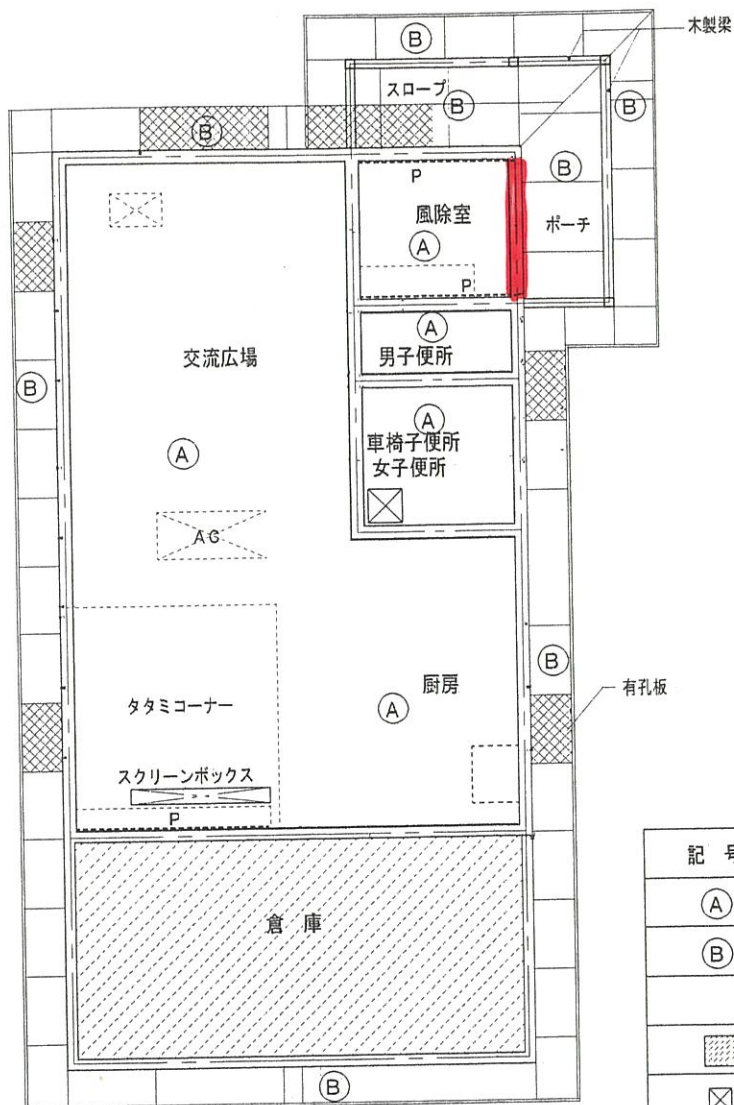 Ⓑ
木製梁
スロープ
Ⓑ
Ⓑ
Ⓑ
Ⓑ
P
風除室
Ⓐ
ポーチ
P
交流広場
Ⓐ
男子便所
Ⓑ
Ⓐ
車椅子便所
女子便所
Ⓐ
AC
Ⓑ
厨房
有孔板
タタミコーナー
Ⓐ
スクリーンボックス
P
記 号
Ⓐ
倉 庫
Ⓑ
Ⓑ